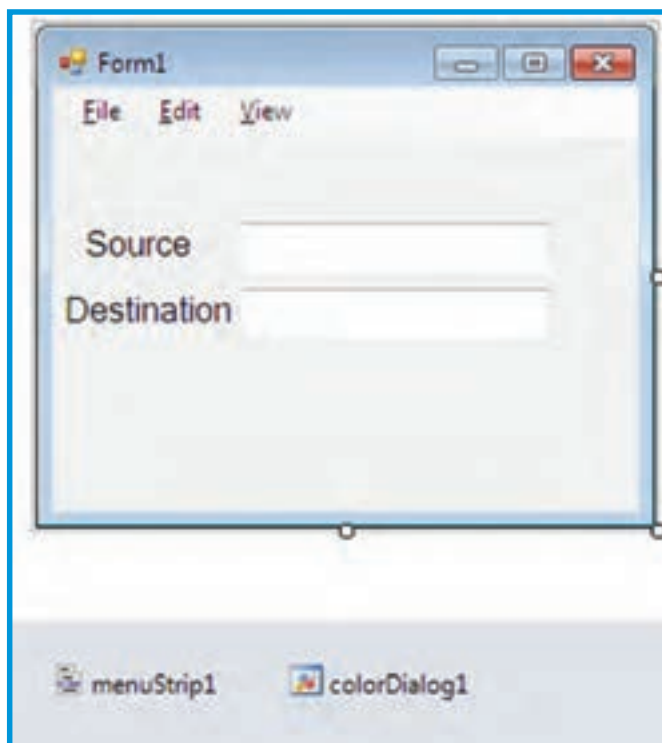 Form1
File Edit View
Source
Destination
menuStrip1 colorDialog1